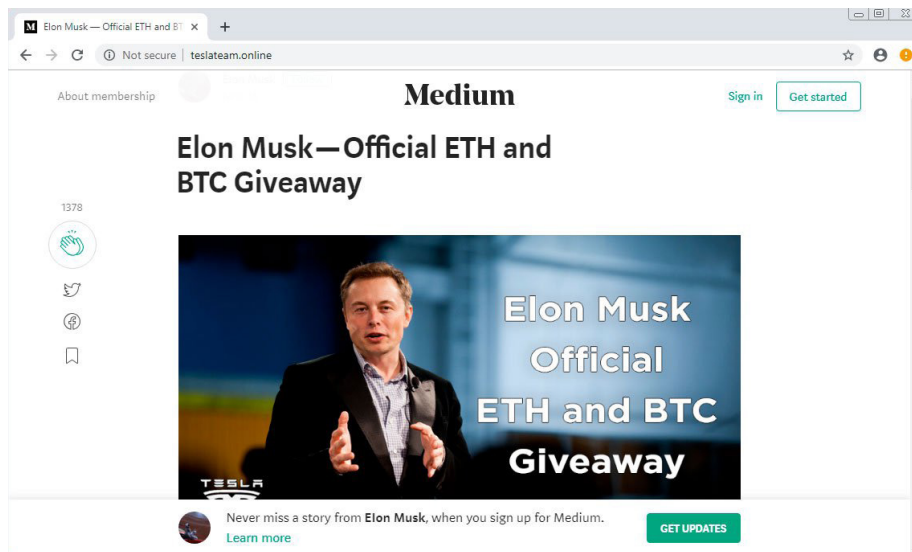 Elon Musk — Official ETH and BT
Not secure | teslateam.online
About membership
Medium
Sign in
Get started
Elon Musk—Official ETH and
BTC Giveaway
1378
Elon Musk
Official
ETH and BTC
Giveaway
TESLA
Never miss a story from Elon Musk, when you sign up for Medium.
Learn more
GET UPDATES